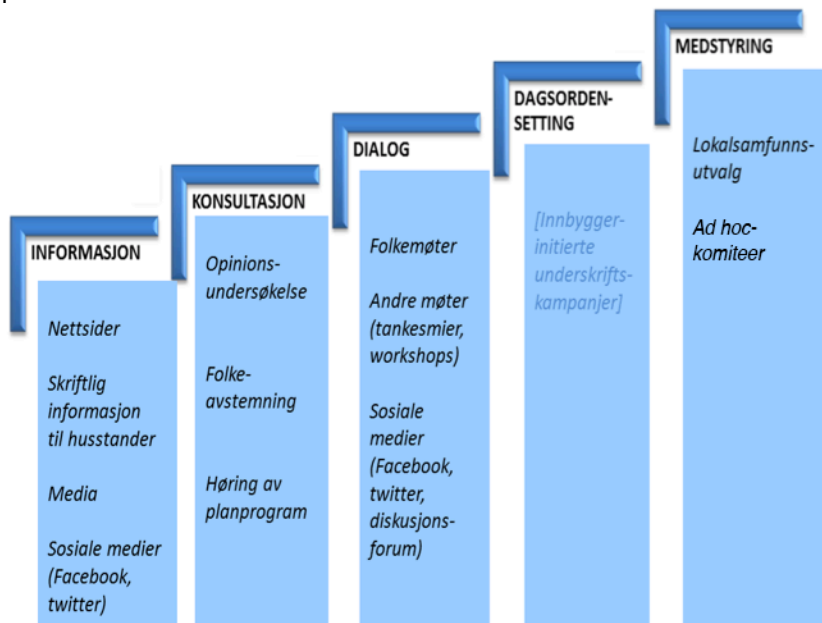 INFORMASJON
Nettsider
Skriftlig
informasjon
til husstander
Media
Sosiale medier
(Facebook,
twitter)
KONSULTASJON
Opinions-
undersøkelse
Folke-
avstemning
Høring av
planprogram
DIALOG
Folkemøter
Andre møter
(tankesmier,
workshops)
Sosiale
medier
(Facebook,
twitter,
diskusjons-
forum)
DAGSORDEN-
SETTING
[Innbygger-
initierte
underskrifts-
kampanjer]
MEDSTYRING
Lokalsamfunns-
utvalg
Ad hoc-
komiteer